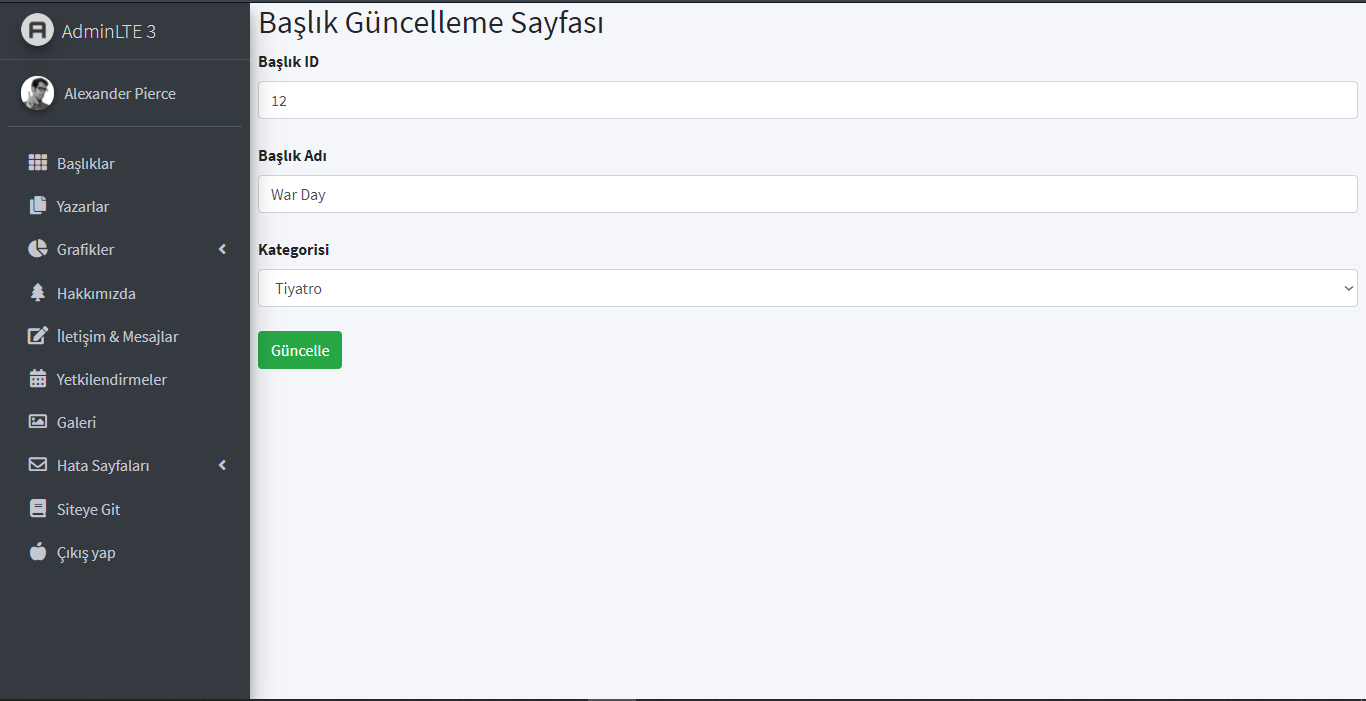 AdminLTE 3
Alexander Pierce
Başlıklar
Yazarlar
Grafikler
Hakkımızda
İletişim & Mesajlar
Yetkilendirmeler
Galeri
Hata Sayfaları
Siteye Git
Çıkış yap
Başlık Güncelleme Sayfası
Başlık ID
12
Başlık Adı
War Day
Kategorisi
Tiyatro
Güncelle